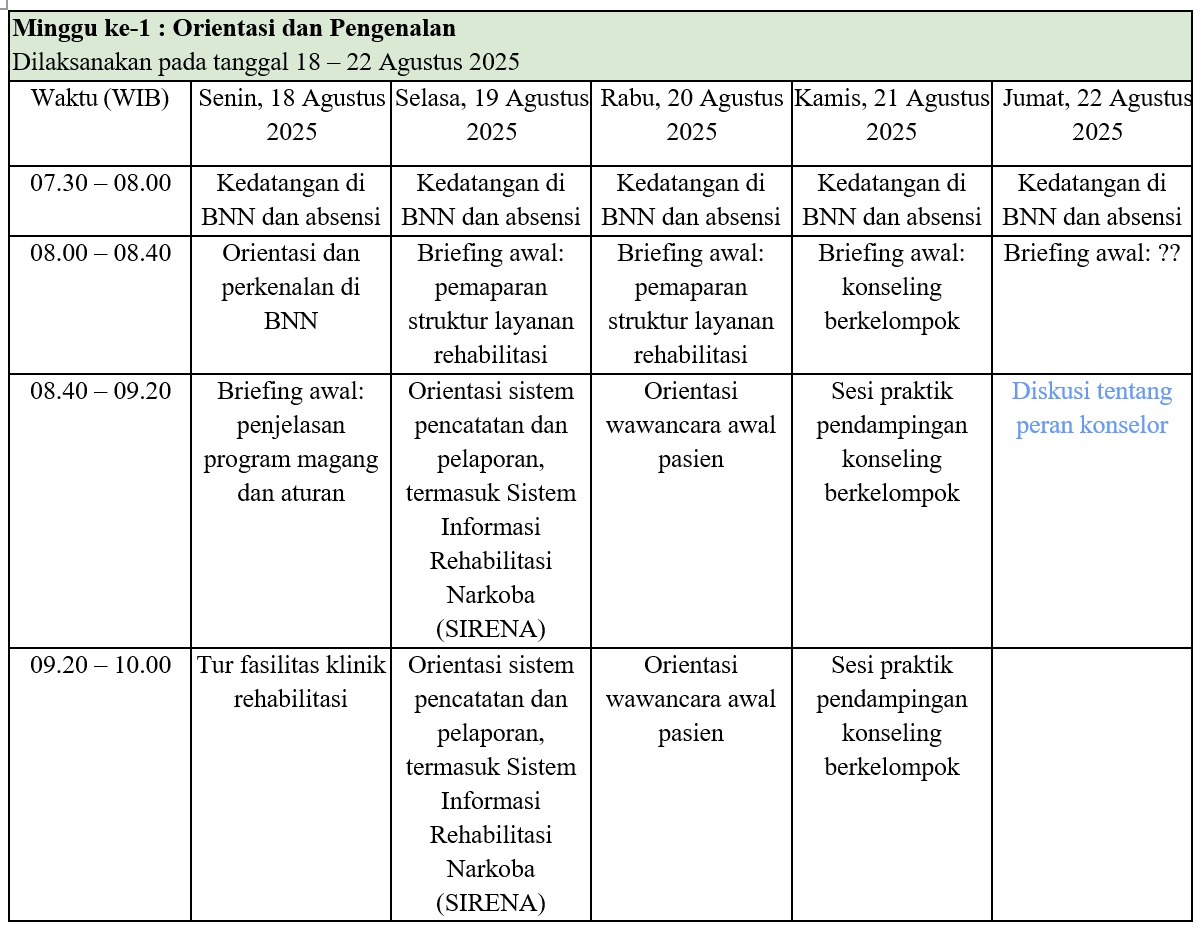 Minggu ke-1 : Orientasi dan Pengenalan
Dilaksanakan pada tanggal 18 – 22 Agustus 2025
Waktu (WIB)
Senin, 18 Agustus
2025
Selasa, 19 Agustus
2025
Rabu, 20 Agustus
2025
Kamis, 21 Agustus
2025
Jumat, 22 Agustus
2025
07.30 – 08.00
Kedatangan di
BNN dan absensi
Kedatangan di
BNN dan absensi
Kedatangan di
BNN dan absensi
Kedatangan di
BNN dan absensi
Kedatangan di
BNN dan absensi
08.00 – 08.40
Orientasi dan
perkenalan di
BNN
Briefing awal:
pemaparan
struktur layanan
rehabilitasi
Briefing awal:
pemaparan
struktur layanan
rehabilitasi
Briefing awal:
konseling
berkelompok
Briefing awal: ??
08.40 – 09.20
Briefing awal:
penjelasan
program magang
dan aturan
Orientasi sistem
pencatatan dan
pelaporan,
termasuk Sistem
Informasi
Rehabilitasi
Narkoba
(SIRENA)
Orientasi
wawancara awal
pasien
Sesi praktik
pendampingan
konseling
berkelompok
Diskusi tentang
peran konselor
09.20 – 10.00
Tur fasilitas klinik
rehabilitasi
Orientasi sistem
pencatatan dan
pelaporan,
termasuk Sistem
Informasi
Rehabilitasi
Narkoba
(SIRENA)
Orientasi
wawancara awal
pasien
Sesi praktik
pendampingan
konseling
berkelompok